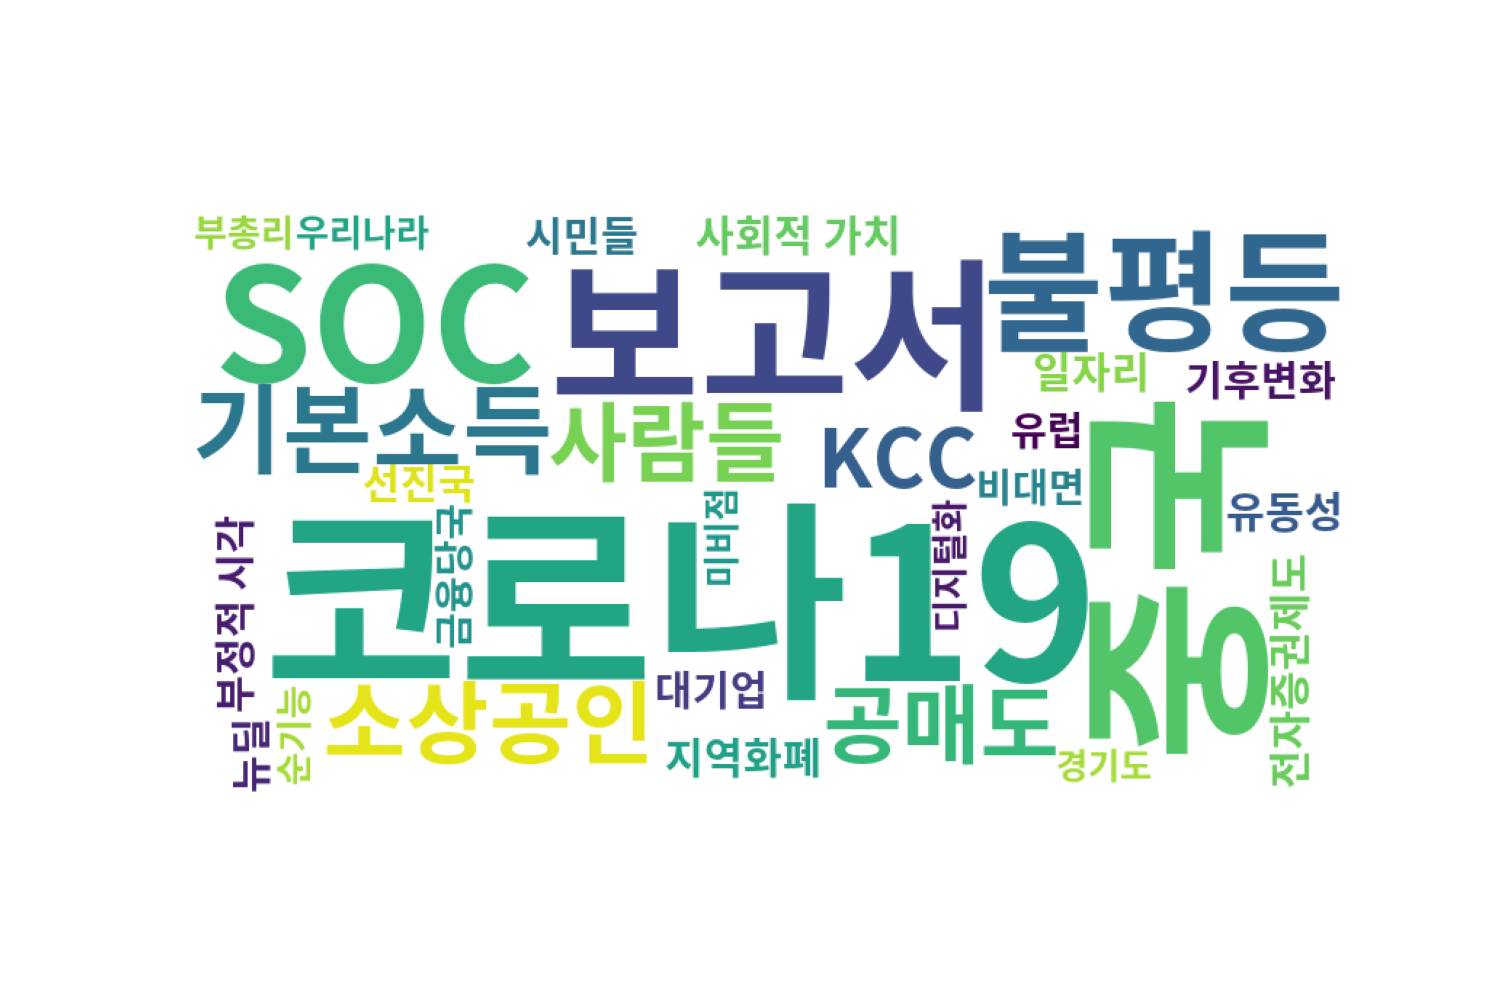 부총리
우리나라
시민들
사회적 가치
불평등
SOC
보고서
일자리
기후변화
기본소득
사람들
KCC
유럽
중국
선진국
비대면
유동성
미비점
디지털화
금융당국
코로나19
부정적 시각
전자증권제도
소상공인
대기업
공매도
순기능
뉴딜
지역화폐
경기도